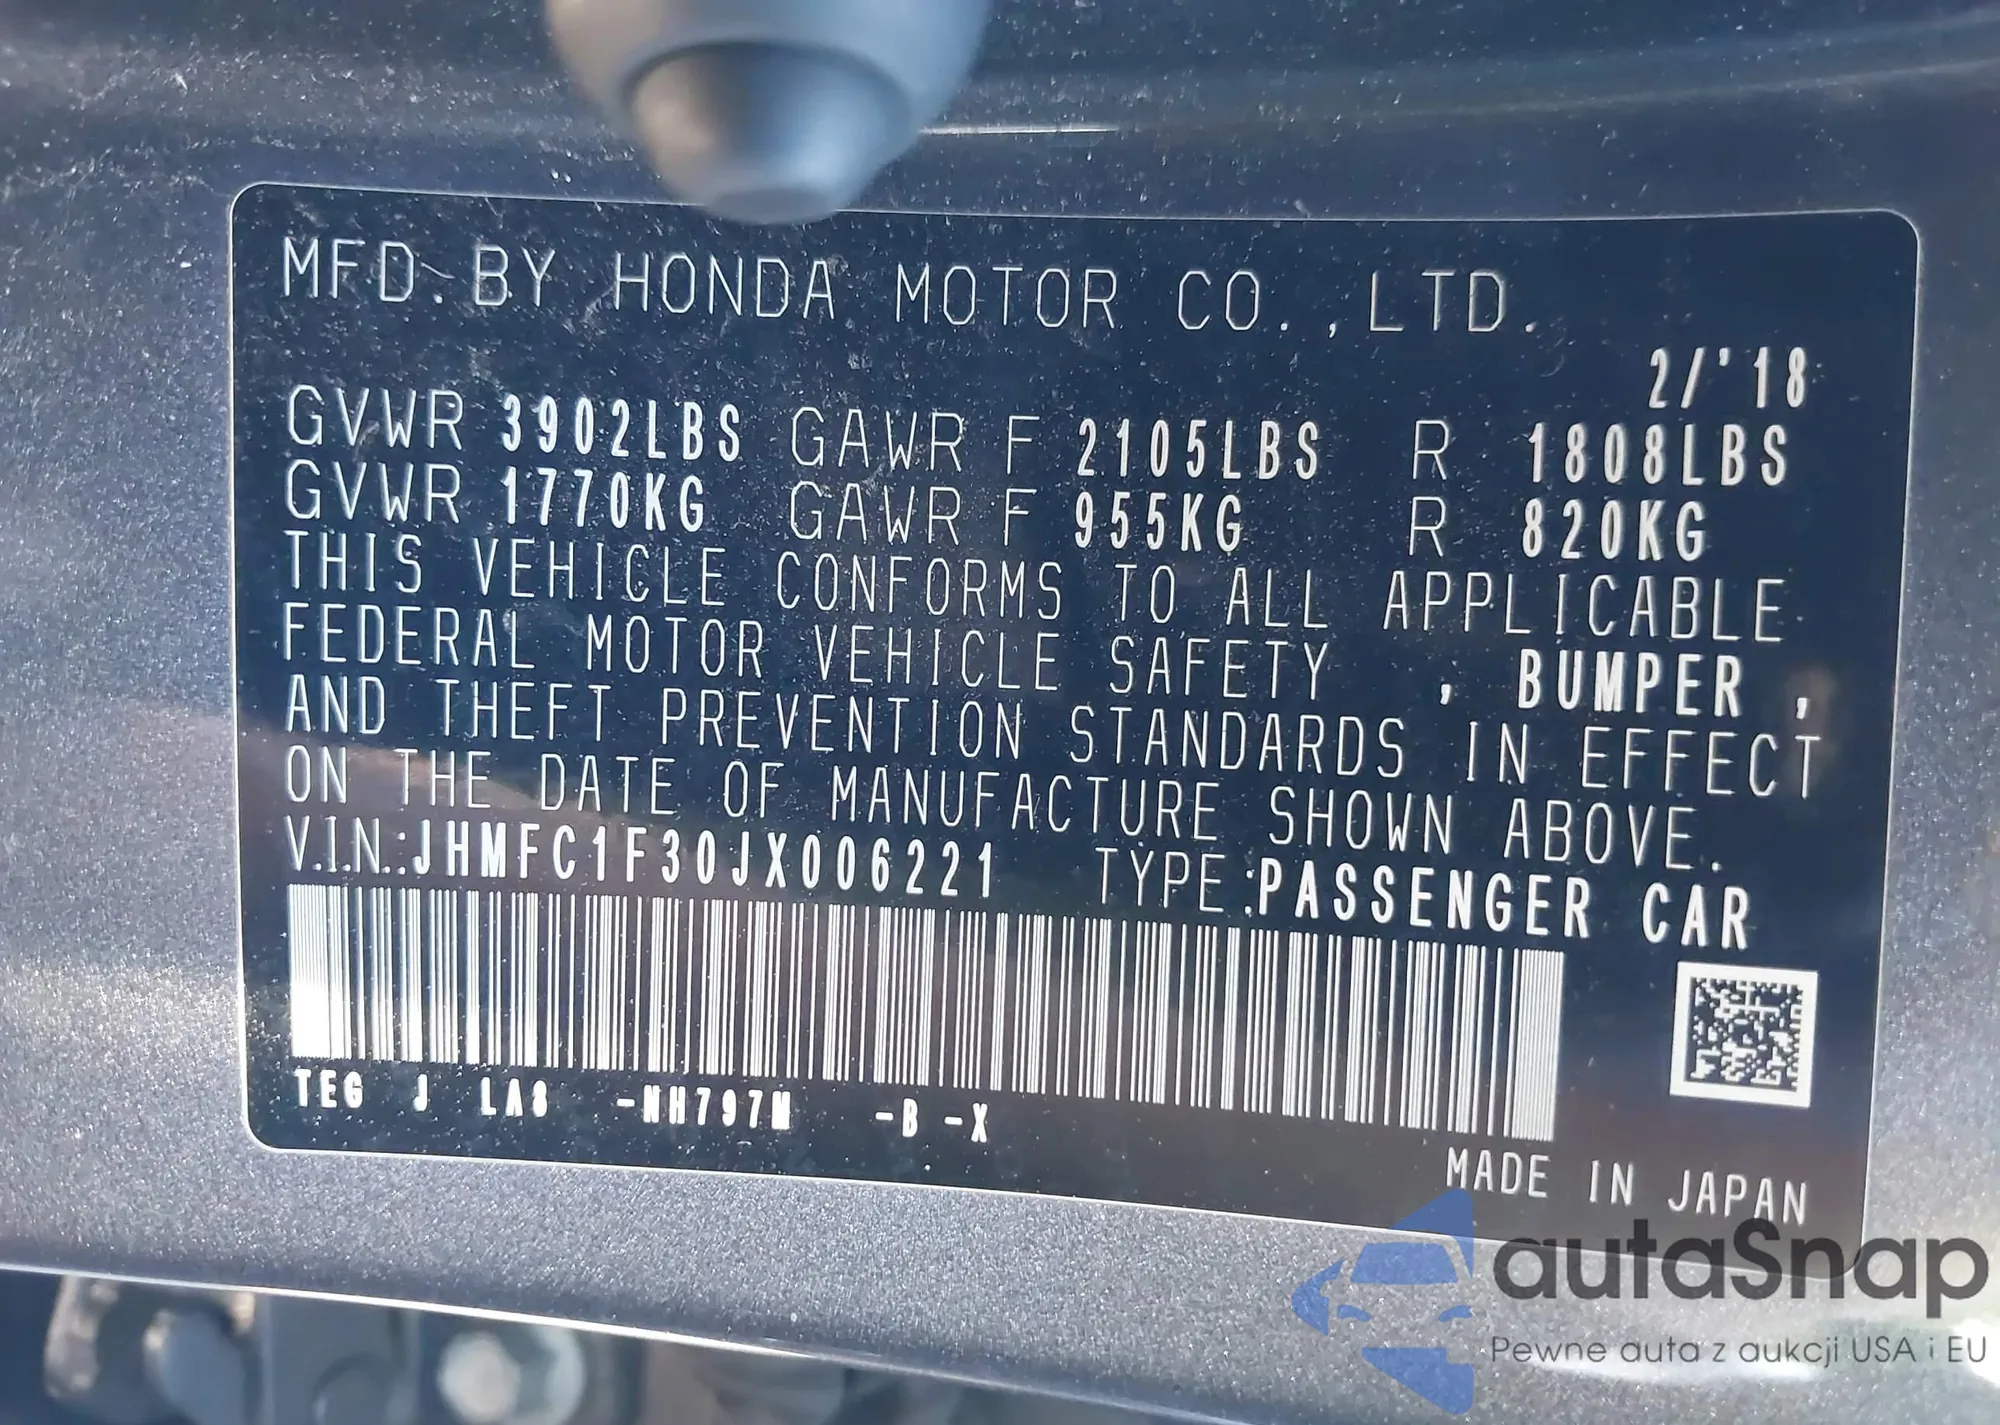 MFD. BY HONDA MOTOR CO.,LTD.
2/'18
GVWR 3902LBS GAWR F 2105LBS R 1808LBS
GVWR 1770KG GAWR F 955KG R 820KG
THIS VEHICLE CONFORMS TO ALL APPLICABLE
FEDERAL MOTOR VEHICLE SAFETY , BUMPER ,
AND THEFT PREVENTION STANDARDS IN EFFECT
ON THE DATE OF MANUFACTURE SHOWN ABOVE.
V.I.N.:JHMFC1F30JX006221 TYPE:PASSENGER CAR
TEG J LA8 -NH797M -B -X
MADE IN JAPAN
autaSnap
Pewne auta z aukcji USA i EU